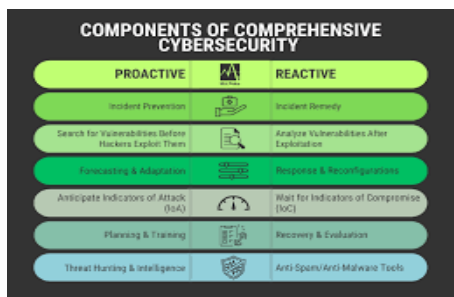 COMPONENTS OF COMPREHENSIVE
CYBERSECURITY
PROACTIVE
REACTIVE
Incident Prevention
Incident Remedy
Search for Vulnerabilities Before
Hackers Exploit Them
Analyze Vulnerabilities After
Exploitation
Forecasting & Adaptation
Response & Reconfigurations
Anticipate Indicators of Attack
(IoA)
Wait for Indicators of Compromise
(IoC)
Planning & Training
Recovery & Evaluation
Threat Hunting & Intelligence
Anti-Spam/Anti-Malware Tools